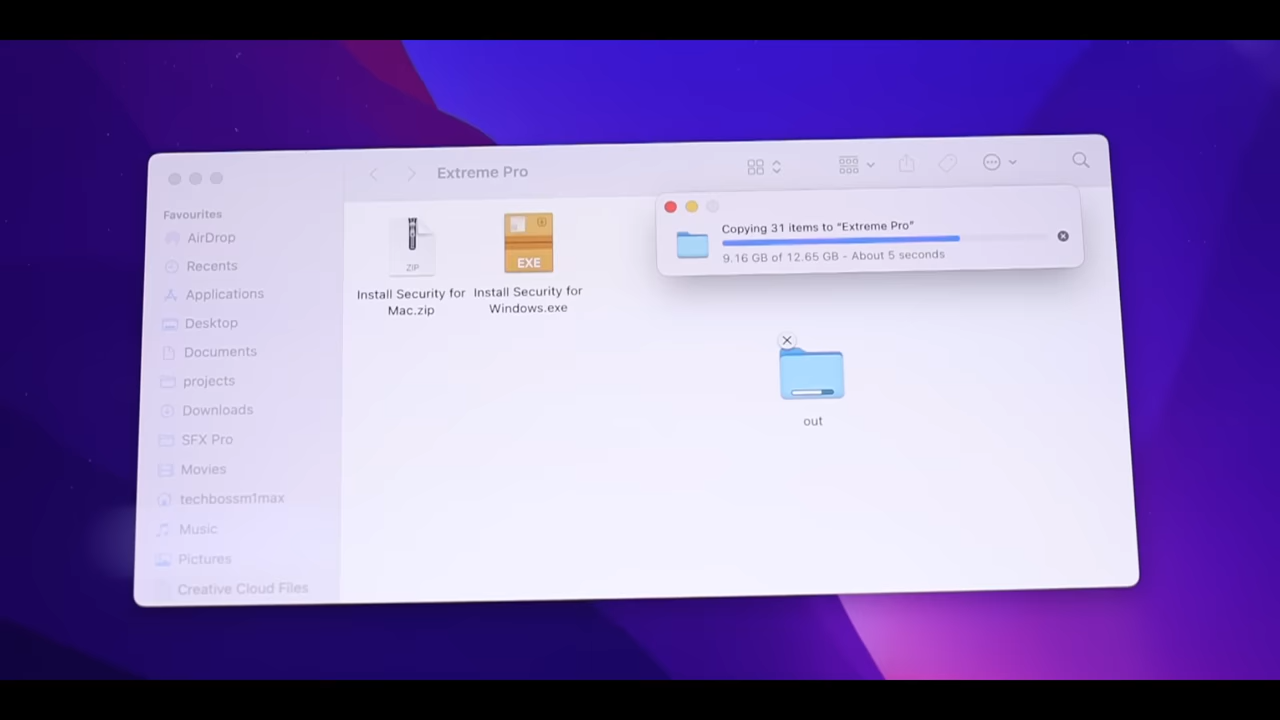 Extreme Pro
Favourites
AirDrop
Recents
Applications
Desktop
Documents
projects
Downloads
SFX Pro
Movies
techbossm1max
Music
Pictures
Creative Cloud Files
ZIP
Install Security for
Mac.zip
EXE
Install Security for
Windows.exe
Copying 31 items to "Extreme Pro"
9.16 GB of 12.65 GB - About 5 seconds
out